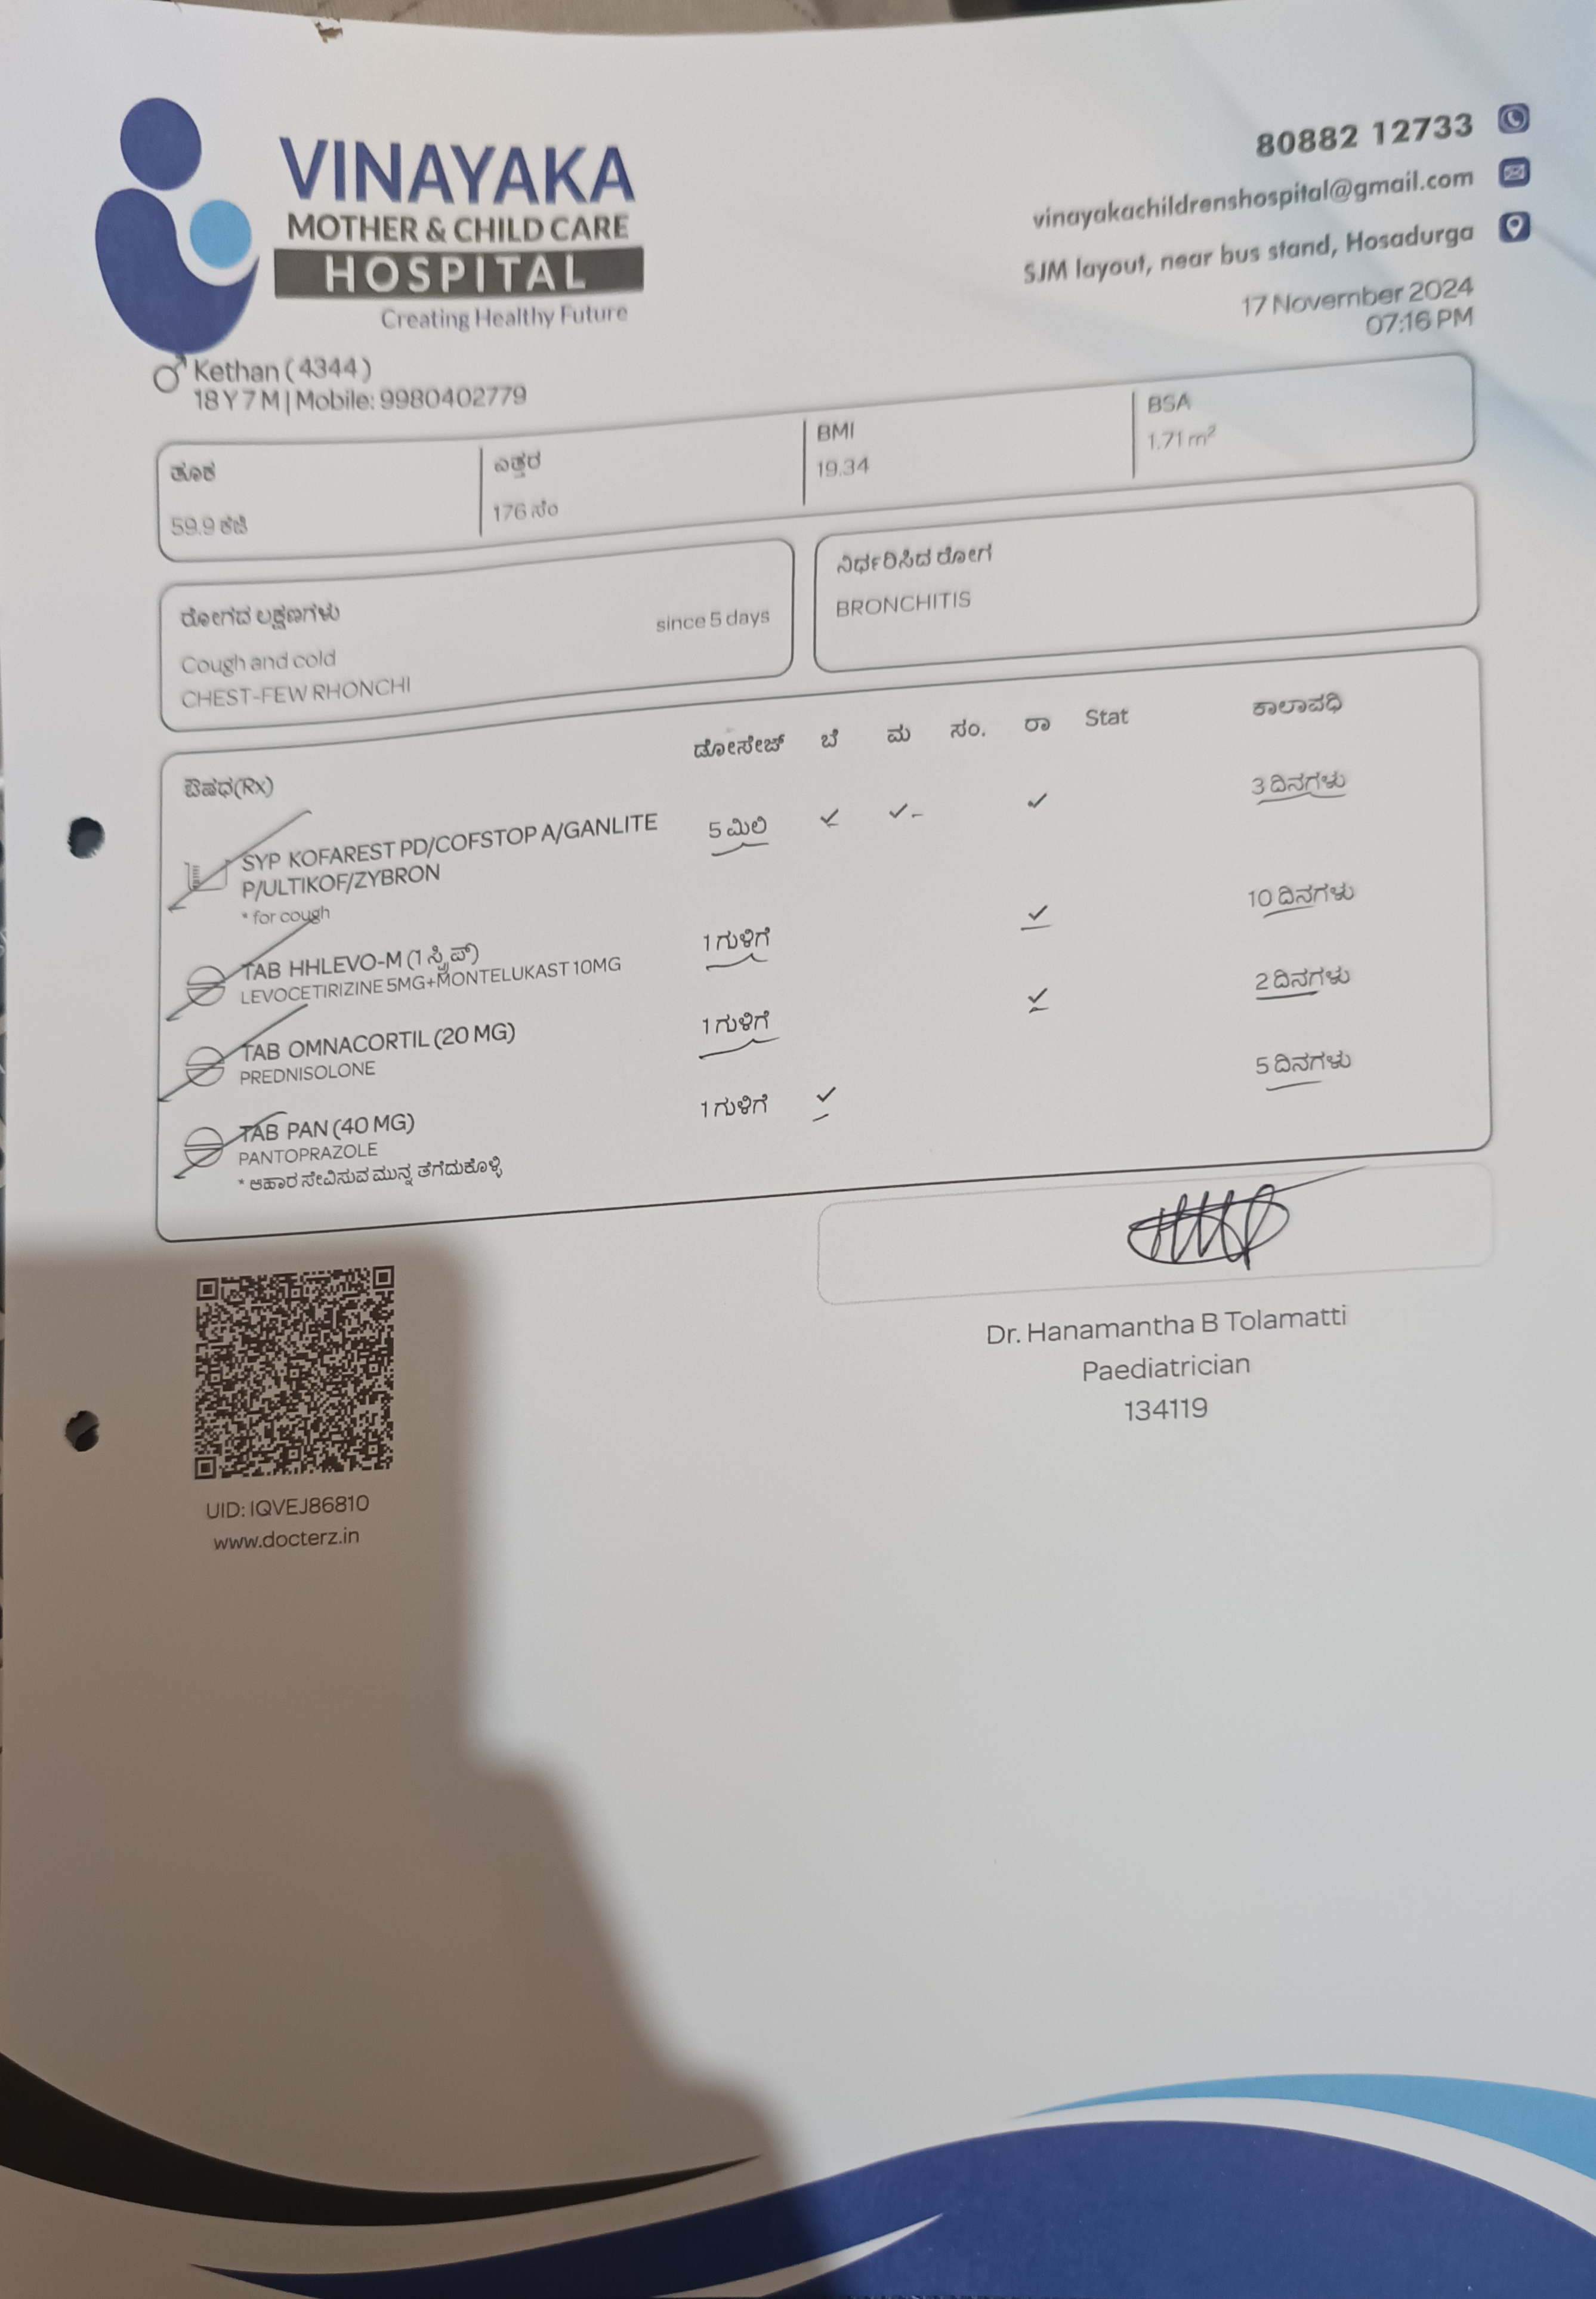 VINAYAKA
MOTHER & CHILD CARE
HOSPITAL
Creating Healthy Future
80882 12733
vinayakachildrenshospital@gmail.com
SJM layout, near bus stand, Hosadurga
17 November 2024
07:16 PM
Kethan ( 4344 )
18 Y 7 M | Mobile: 9980402779
ತೂಕ ಎತ್ತರ BMI BSA
59.9 ಕೆಜಿ 176 ಸೆಂ 19.34 1.71 m²
ರೋಗದ ಲಕ್ಷಣಗಳು since 5 days
Cough and cold
CHEST-FEW RHONCHI
ನಿರ್ಧರಿಸಿದ ರೋಗ
BRONCHITIS
ಔಷಧ(Rx) ಡೋಸೇಜ್ ಬೆ ಮ ಸಂ. ರಾ Stat ಕಾಲಾವಧಿ
SYP KOFAREST PD/COFSTOP A/GANLITE 5 ಮಿಲಿ ✓ ✓ ✓ 3 ದಿನಗಳು
P/ULTIKOF/ZYBRON
* for cough
TAB HHLEVO-M (1 ಸ್ಟ್ರಿಪ್) 1 ಗುಳಿಗೆ ✓ 10 ದಿನಗಳು
LEVOCETIRIZINE 5MG+MONTELUKAST 10MG
TAB OMNACORTIL (20 MG) 1 ಗುಳಿಗೆ ✓ 2 ದಿನಗಳು
PREDNISOLONE
TAB PAN (40 MG) 1 ಗುಳಿಗೆ ✓ 5 ದಿನಗಳು
PANTOPRAZOLE
* ಆಹಾರ ಸೇವಿಸುವ ಮುನ್ನ ತೆಗೆದುಕೊಳ್ಳಿ
Dr. Hanamantha B Tolamatti
Paediatrician
134119
UID: IQVEJ86810
www.docterz.in